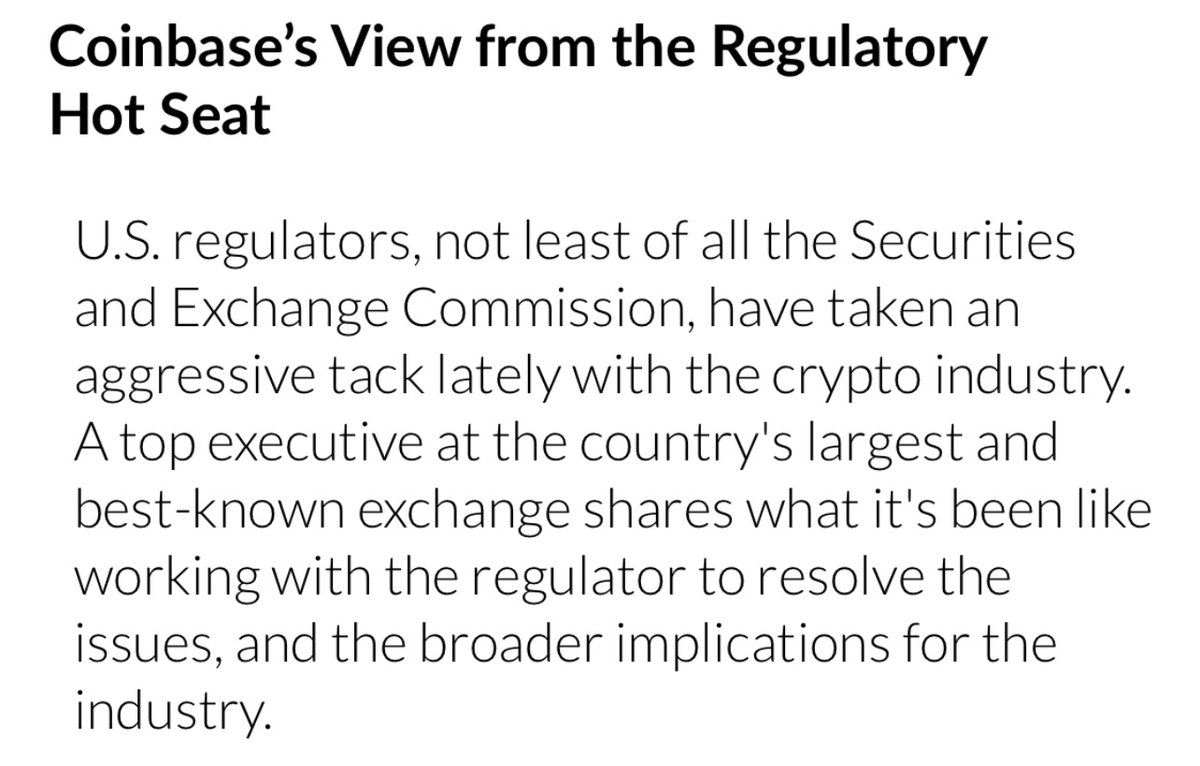 Coinbase’s View from the Regulatory
Hot Seat
U.S. regulators, not least of all the Securities
and Exchange Commission, have taken an
aggressive tack lately with the crypto industry.
A top executive at the country's largest and
best-known exchange shares what it's been like
working with the regulator to resolve the
issues, and the broader implications for the
industry.